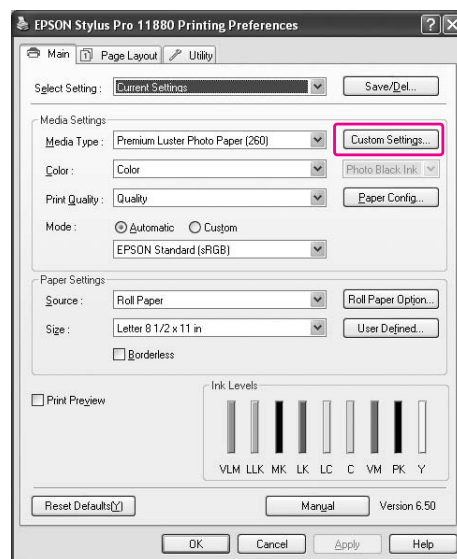 EPSON Stylus Pro 11880 Printing Preferences
Main Page Layout Utility
Select Setting : Current Settings Save/Del...
Media Settings
Media Type : Premium Luster Photo Paper (260) Custom Settings...
Color : Color Photo Black Ink
Print Quality : Quality Paper Config...
Mode : Automatic Custom
EPSON Standard (sRGB)
Paper Settings
Source : Roll Paper Roll Paper Option...
Size : Letter 8 1/2 x 11 in User Defined...
Borderless
Print Preview
Ink Levels
VLM LLK MK LK LC C VM PK Y
Reset Defaults(Y) Manual Version 6.50
OK Cancel Apply Help